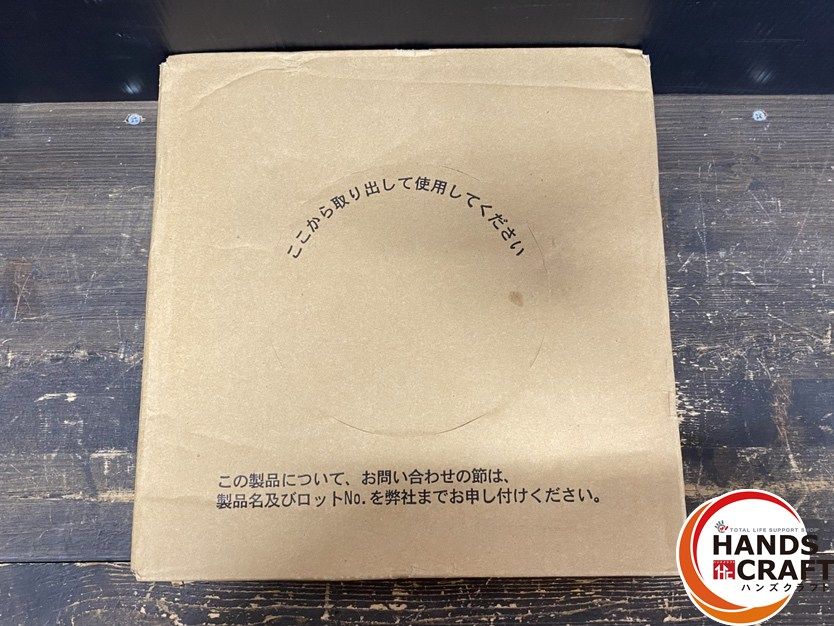 ここから取り出して使用してください
この製品について、お問い合わせの節は、
製品名及びロットNo.を弊社までお申し付けください。
TOTAL LIFE SUPPORT SHOP
HANDS
CRAFT
ハンズクラフト